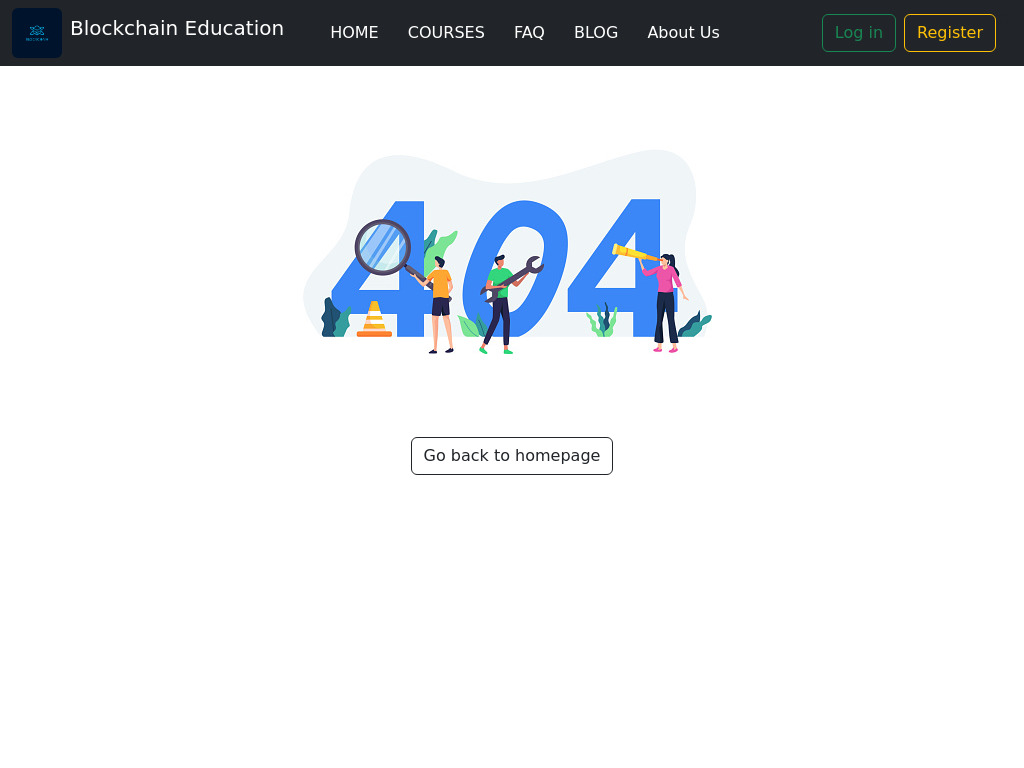 Blockchain Education
HOME
COURSES
FAQ
BLOG
About Us
Log in
Register
404
Go back to homepage